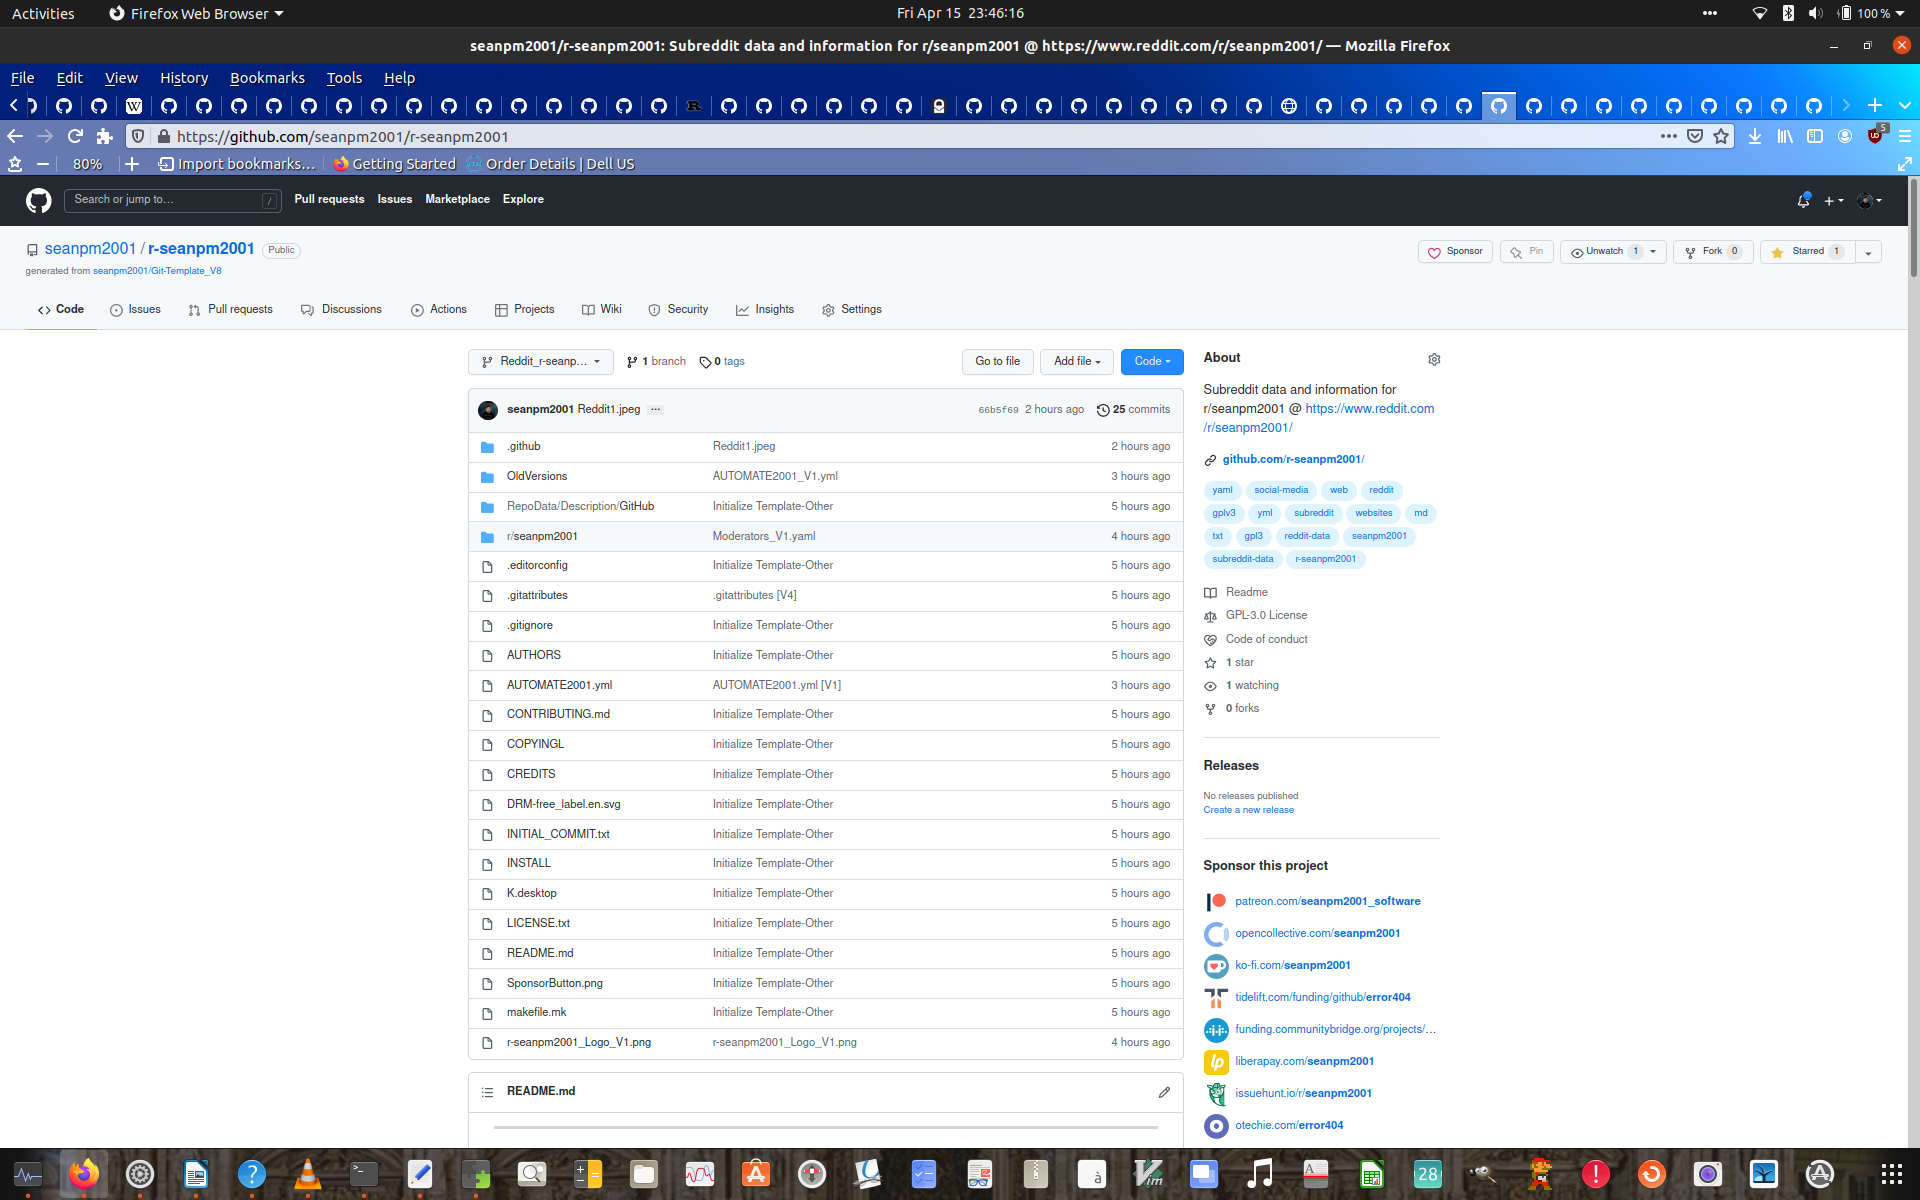 Activities Firefox Web Browser Fri Apr 15 23:46:16 100 %
seanpm2001/r-seanpm2001: Subreddit data and information for r/seanpm2001 @ https://www.reddit.com/r/seanpm2001/ — Mozilla Firefox
File Edit View History Bookmarks Tools Help
https://github.com/seanpm2001/r-seanpm2001 5
80% Import bookmarks... Getting Started Order Details | Dell US
Search or jump to... / Pull requests Issues Marketplace Explore
seanpm2001 / r-seanpm2001 Public Sponsor Pin Unwatch 1 Fork 0 Starred 1
generated from seanpm2001/Git-Template_V8
Code Issues Pull requests Discussions Actions Projects Wiki Security Insights Settings
Reddit_r-seanp... 1 branch 0 tags Go to file Add file Code
seanpm2001 Reddit1.jpeg ... 66b5f69 2 hours ago 25 commits
.github Reddit1.jpeg 2 hours ago
OldVersions AUTOMATE2001_V1.yml 3 hours ago
RepoData/Description/GitHub Initialize Template-Other 5 hours ago
r/seanpm2001 Moderators_V1.yaml 4 hours ago
.editorconfig Initialize Template-Other 5 hours ago
.gitattributes .gitattributes [V4] 5 hours ago
.gitignore Initialize Template-Other 5 hours ago
AUTHORS Initialize Template-Other 5 hours ago
AUTOMATE2001.yml AUTOMATE2001.yml [V1] 3 hours ago
CONTRIBUTING.md Initialize Template-Other 5 hours ago
COPYINGL Initialize Template-Other 5 hours ago
CREDITS Initialize Template-Other 5 hours ago
DRM-free_label.en.svg Initialize Template-Other 5 hours ago
INITIAL_COMMIT.txt Initialize Template-Other 5 hours ago
INSTALL Initialize Template-Other 5 hours ago
K.desktop Initialize Template-Other 5 hours ago
LICENSE.txt Initialize Template-Other 5 hours ago
README.md Initialize Template-Other 5 hours ago
SponsorButton.png Initialize Template-Other 5 hours ago
makefile.mk Initialize Template-Other 5 hours ago
r-seanpm2001_Logo_V1.png r-seanpm2001_Logo_V1.png 4 hours ago
README.md
About
Subreddit data and information for
r/seanpm2001 @ https://www.reddit.com
/r/seanpm2001/
github.com/r-seanpm2001/
yaml social-media web reddit
gplv3 yml subreddit websites md
txt gpl3 reddit-data seanpm2001
subreddit-data r-seanpm2001
Readme
GPL-3.0 License
Code of conduct
1 star
1 watching
0 forks
Releases
No releases published
Create a new release
Sponsor this project
patreon.com/seanpm2001_software
opencollective.com/seanpm2001
ko-fi.com/seanpm2001
tidelift.com/funding/github/error404
funding.communitybridge.org/projects/...
liberapay.com/seanpm2001
issuehunt.io/r/seanpm2001
otechie.com/error404
28